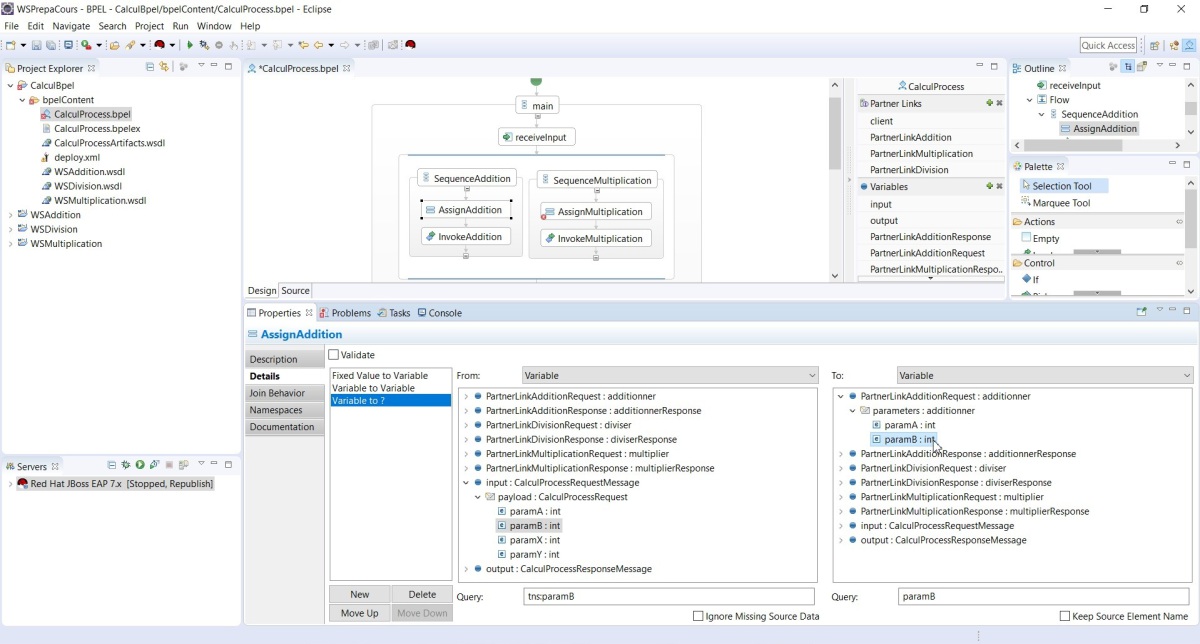 WSPrepaCours - BPEL - CalculBpel/bpelContent/CalculProcess.bpel - Eclipse
File Edit Navigate Search Project Run Window Help
Quick Access
Project Explorer
CalculBpel
bpelContent
CalculProcess.bpel
CalculProcess.bpelex
CalculProcessArtifacts.wsdl
deploy.xml
WSAddition.wsdl
WSDivision.wsdl
WSMultiplication.wsdl
WSAddition
WSDivision
WSMultiplication
Servers
Red Hat JBoss EAP 7.x [Stopped, Republish]
*CalculProcess.bpel
main
receiveInput
SequenceAddition
SequenceMultiplication
AssignAddition
AssignMultiplication
InvokeAddition
InvokeMultiplication
CalculProcess
Partner Links
client
PartnerLinkAddition
PartnerLinkMultiplication
PartnerLinkDivision
Variables
input
output
PartnerLinkAdditionResponse
PartnerLinkAdditionRequest
PartnerLinkMultiplicationRespo..
Design Source
Outline
receiveInput
Flow
SequenceAddition
AssignAddition
Palette
Selection Tool
Marquee Tool
Actions
Empty
Control
If
Properties Problems Tasks Console
AssignAddition
Description
Details
Join Behavior
Namespaces
Documentation
Validate
Fixed Value to Variable
Variable to Variable
Variable to ?
New Delete
Move Up Move Down
From: Variable
PartnerLinkAdditionRequest : additionner
PartnerLinkAdditionResponse : additionnerResponse
PartnerLinkDivisionRequest : diviser
PartnerLinkDivisionResponse : diviserResponse
PartnerLinkMultiplicationRequest : multiplier
PartnerLinkMultiplicationResponse : multiplierResponse
input : CalculProcessRequestMessage
payload : CalculProcessRequest
paramA : int
paramB : int
paramX : int
paramY : int
output : CalculProcessResponseMessage
Query: tns:paramB
Ignore Missing Source Data
To: Variable
PartnerLinkAdditionRequest : additionner
parameters : additionner
paramA : int
paramB : int
PartnerLinkAdditionResponse : additionnerResponse
PartnerLinkDivisionRequest : diviser
PartnerLinkDivisionResponse : diviserResponse
PartnerLinkMultiplicationRequest : multiplier
PartnerLinkMultiplicationResponse : multiplierResponse
input : CalculProcessRequestMessage
output : CalculProcessResponseMessage
Query: paramB
Keep Source Element Name